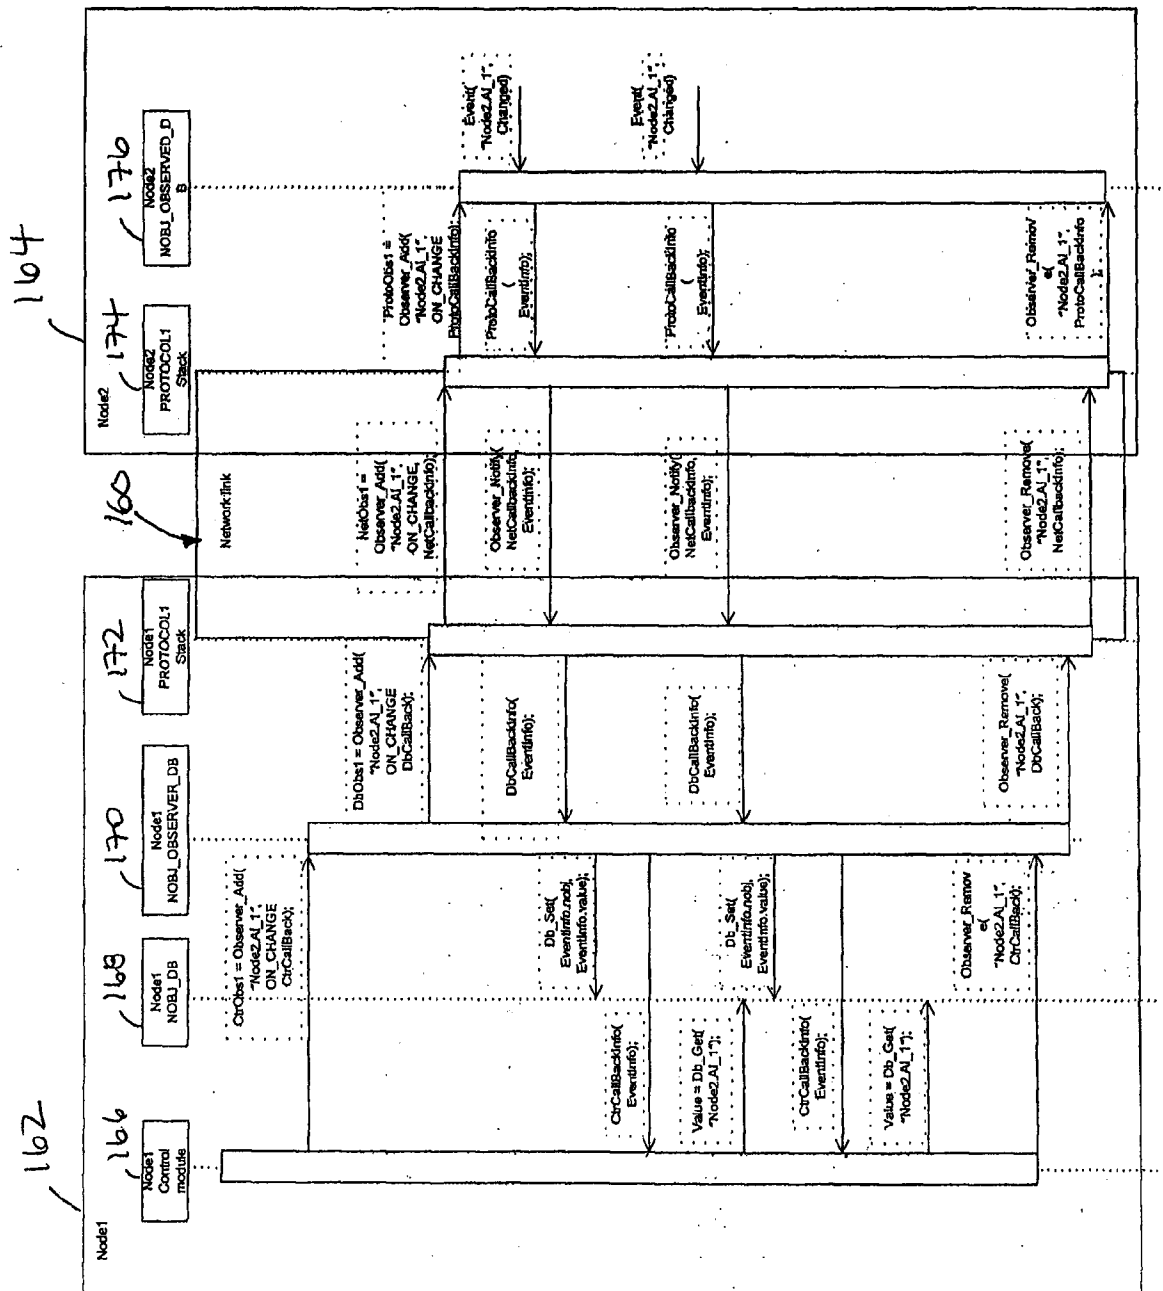 162
164
Node1
166
Node1
Control
module
168
Node1
NOBJ_DB
170
Node1
NOBJ_OBSERVER_DB
172
Node1
PROTOCOL1
Stack
160
Network link
Node2
174
Node2
PROTOCOL1
Stack
176
Node2
NOBJ_OBSERVED_D
B
CtrObs1 = Observer_Add(
"Node2.AI_1",
ON_CHANGE
CtrCallBack);
DbObs1 = Observer_Add(
"Node2.AI_1",
ON_CHANGE
DbCallBack);
NetObs1 =
Observer_Add(
"Node2.AI_1",
ON_CHANGE,
NetCallbackInfo);
ProtoObs1 =
Observer_Add(
"Node2.AI_1",
ON_CHANGE
ProtoCallBackInfo);
Event(
"Node2.AI_1",
Changed)
ProtoCallBackInfo
(
EventInfo);
Observer_Notify(
NetCallbackInfo,
EventInfo);
DbCallBackInfo(
EventInfo);
Db_Set(
EventInfo.nobj,
EventInfo.value);
CtrCallBackInfo(
EventInfo);
Value = Db_Get(
"Node2.AI_1");
Event(
"Node2.AI_1",
Changed)
ProtoCallBackInfo
(
EventInfo);
Observer_Notify(
NetCallbackInfo,
EventInfo);
DbCallBackInfo(
EventInfo);
Db_Set(
EventInfo.nobj,
EventInfo.value);
CtrCallBackInfo(
EventInfo);
Value = Db_Get(
"Node2.AI_1");
Observer_Remov
e(
"Node2.AI_1",
CtrCallBack);
Observer_Remove(
"Node2.AI_1",
DbCallBack);
Observer_Remove(
"Node2.AI_1",
NetCallbackInfo);
Observer_Remov
e(
"Node2.AI_1",
ProtoCallBackInfo
);